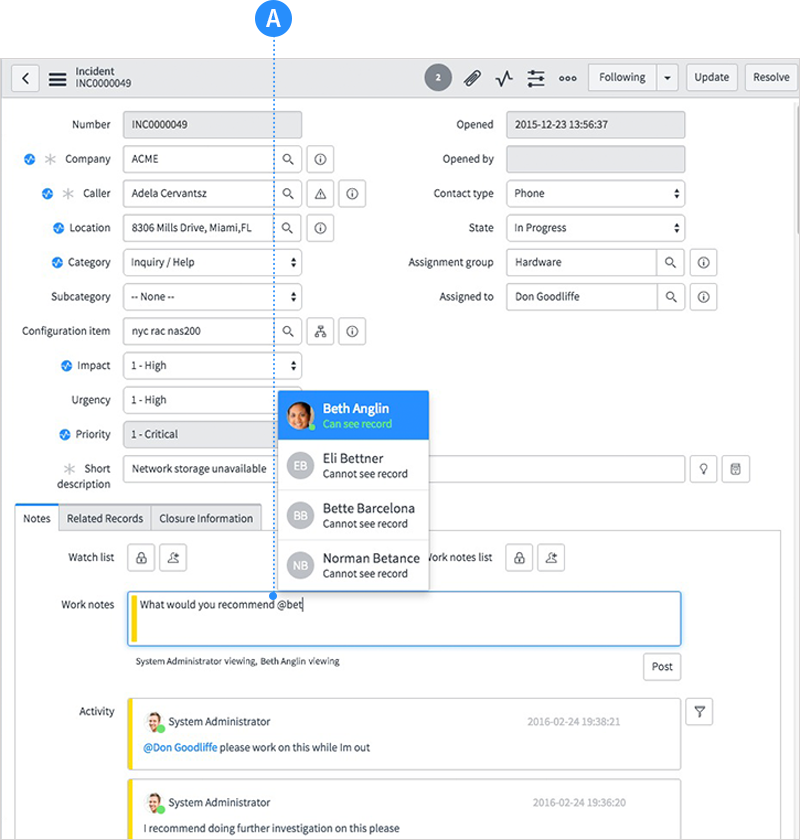 A
Incident
INC0000049
2
Following
Update
Resolve
Number INC0000049
Opened 2015-12-23 13:56:37
Company ACME
Opened by
Caller Adela Cervantsz
Contact type Phone
Location 8306 Mills Drive, Miami,FL
State In Progress
Category Inquiry / Help
Assignment group Hardware
Subcategory -- None --
Assigned to Don Goodliffe
Configuration item nyc rac nas200
Impact 1 - High
Urgency 1 - High
Priority 1 - Critical
Short description Network storage unavailable
Beth Anglin
Can see record
EB Eli Bettner
Cannot see record
BB Bette Barcelona
Cannot see record
NB Norman Betance
Cannot see record
Notes Related Records Closure Information
Watch list
Work notes list
Work notes What would you recommend @bet
System Administrator viewing, Beth Anglin viewing
Post
Activity
System Administrator 2016-02-24 19:38:21
@Don Goodliffe please work on this while Im out
System Administrator 2016-02-24 19:36:20
I recommend doing further investigation on this please